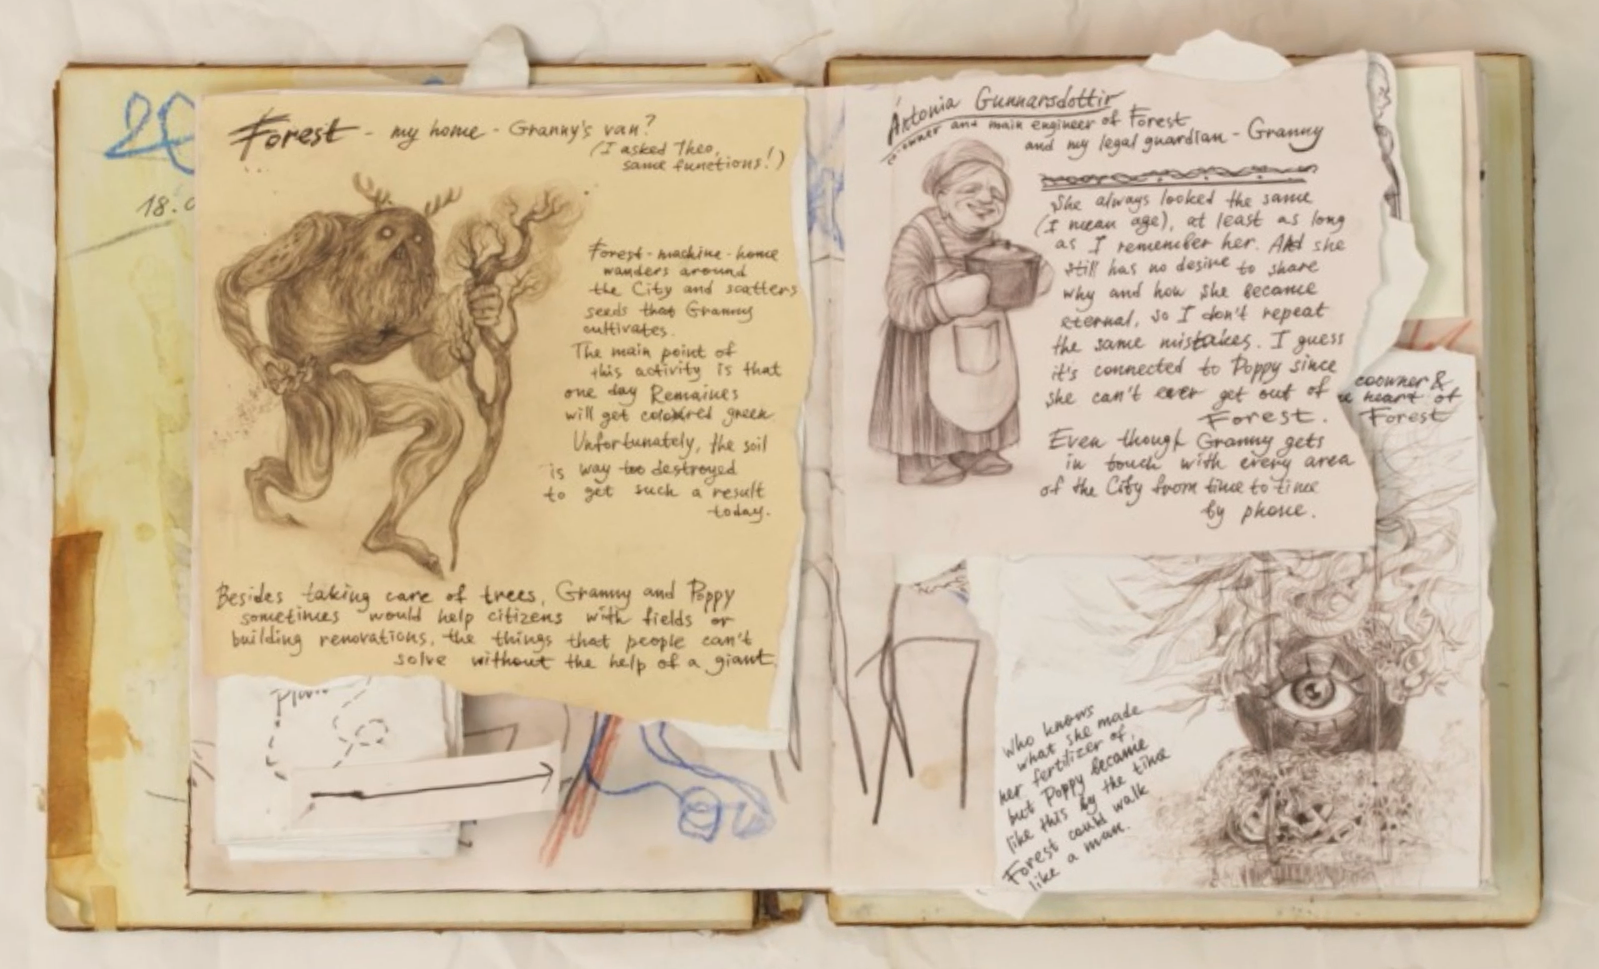 18.0
Forest - my home - Granny's van?
(I asked Theo,
same functions!)
Forest-machine-home
wanders around
the City and scatters
seeds that Granny
cultivates.
The main point of
this activity is that
one day Remaines
will get coloured green
Unfortunately, the soil
is way too destroyed
to get such a result
today.
Besides taking care of trees, Granny and Poppy
sometimes would help citizens with fields or
building renovations, the things that people can't
solve without the help of a giant.
Antonia Gunnarsdottir
co-owner and main engineer of Forest
and my legal guardian - Granny
She always looked the same
(I mean age), at least as long
as I remember her. And she
still has no desire to share
why and how she became
eternal, so I don't repeat
the same mistakes. I guess
it's connected to Poppy since
she can't ever get out of
Forest.
Even though Granny gets
in touch with every area
of the City from time to time
by phone.
coowner &
heart of
Forest
who knows
what she made
her fertilizer of,
but Poppy became
like this by the time
Forest could walk
like a man.